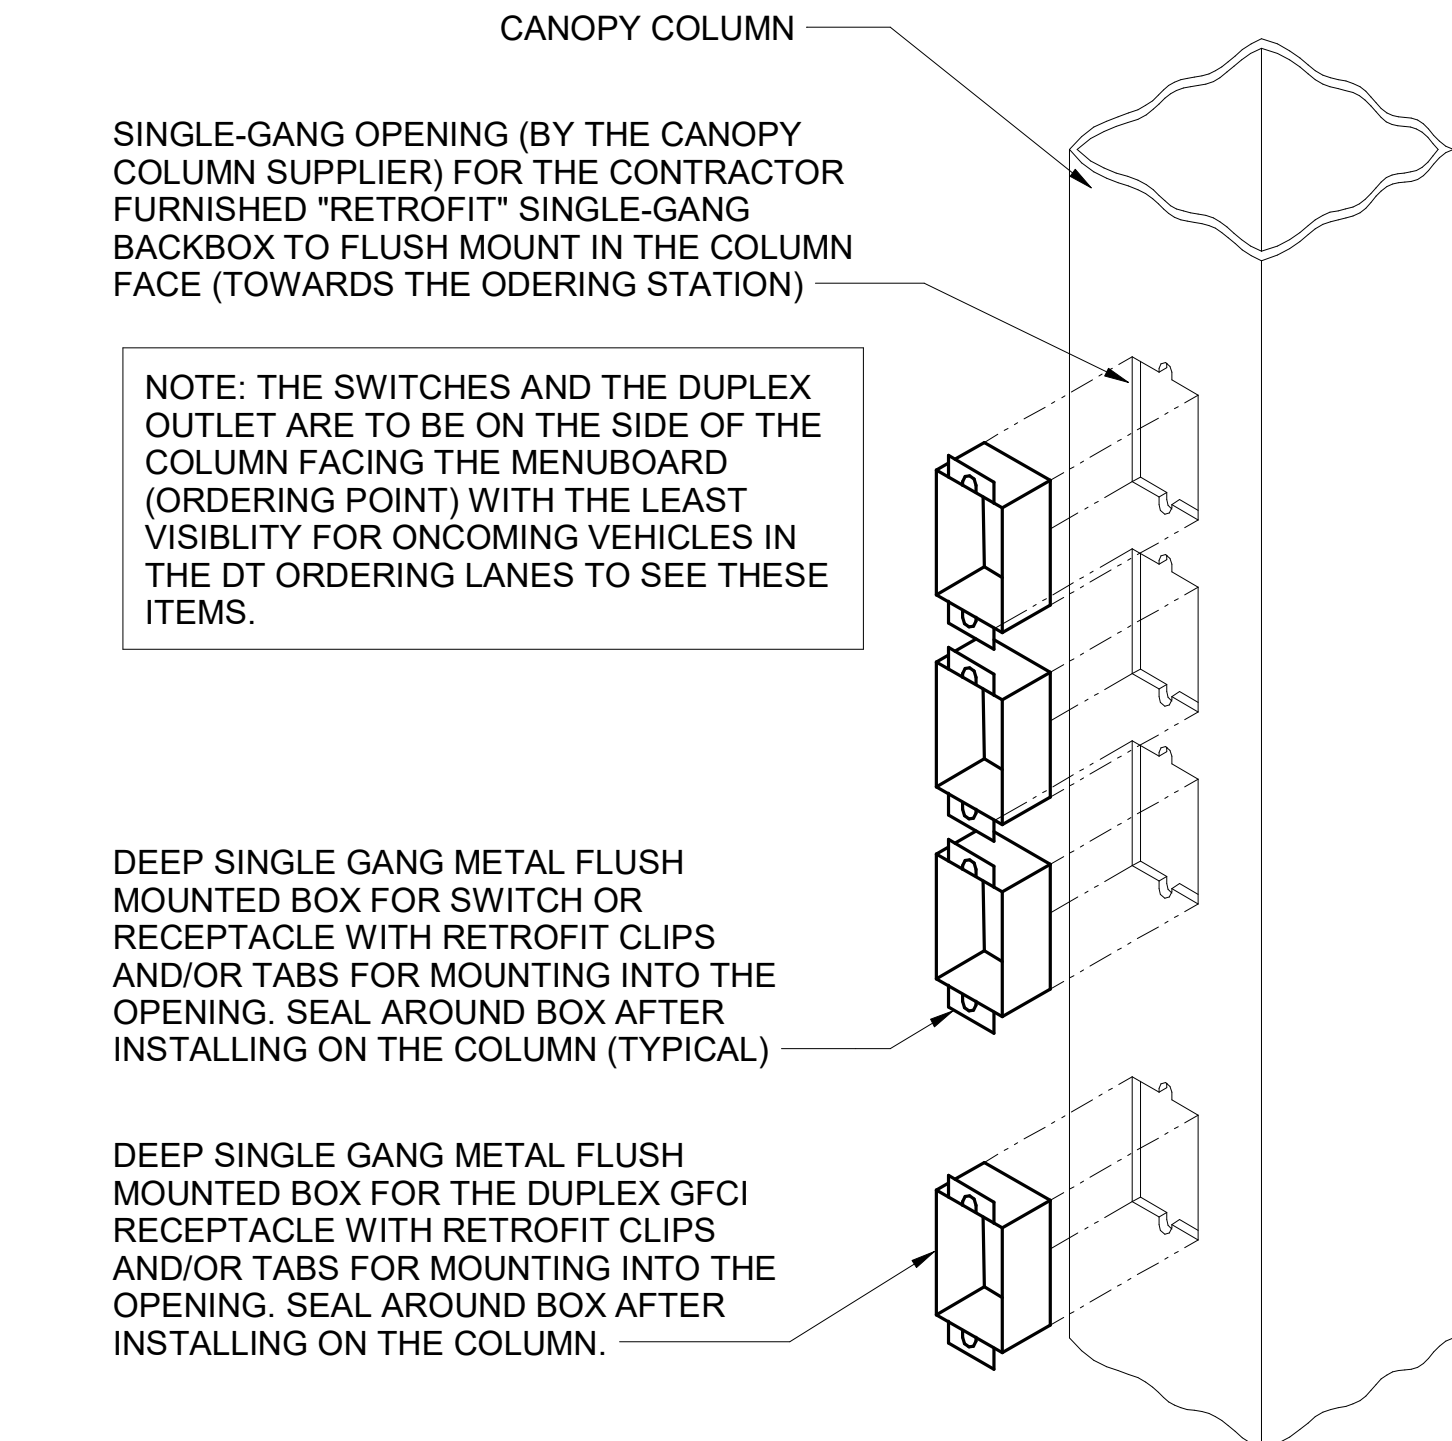 CANOPY COLUMN
SINGLE-GANG OPENING (BY THE CANOPY
COLUMN SUPPLIER) FOR THE CONTRACTOR
FURNISHED "RETROFIT" SINGLE-GANG
BACKBOX TO FLUSH MOUNT IN THE COLUMN
FACE (TOWARDS THE ODERING STATION)
NOTE: THE SWITCHES AND THE DUPLEX
OUTLET ARE TO BE ON THE SIDE OF THE
COLUMN FACING THE MENUBOARD
(ORDERING POINT) WITH THE LEAST
VISIBLITY FOR ONCOMING VEHICLES IN
THE DT ORDERING LANES TO SEE THESE
ITEMS.
DEEP SINGLE GANG METAL FLUSH
MOUNTED BOX FOR SWITCH OR
RECEPTACLE WITH RETROFIT CLIPS
AND/OR TABS FOR MOUNTING INTO THE
OPENING. SEAL AROUND BOX AFTER
INSTALLING ON THE COLUMN (TYPICAL)
DEEP SINGLE GANG METAL FLUSH
MOUNTED BOX FOR THE DUPLEX GFCI
RECEPTACLE WITH RETROFIT CLIPS
AND/OR TABS FOR MOUNTING INTO THE
OPENING. SEAL AROUND BOX AFTER
INSTALLING ON THE COLUMN.